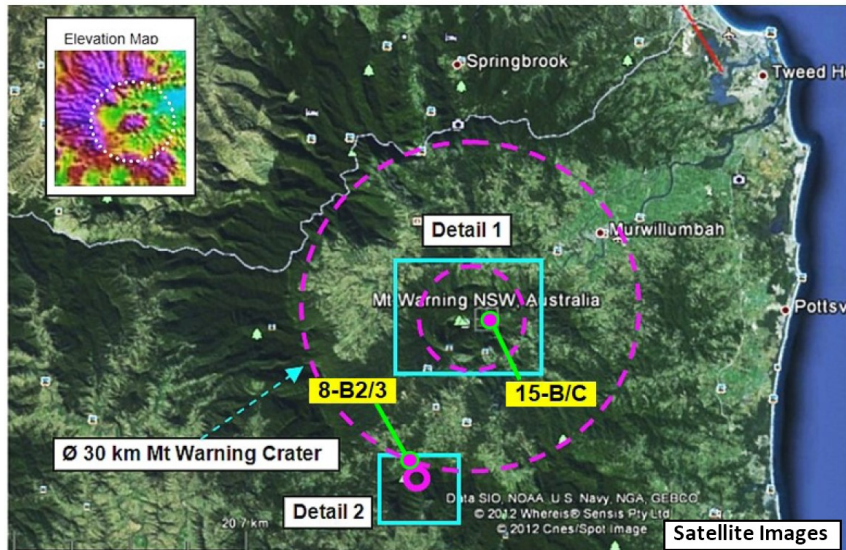 Elevation Map
Springbrook
Tweed He
Detail 1
Murwillumbah
Mt Warning NSW, Australia
Pottsv
8-B2/3
15-B/C
Ø 30 km Mt Warning Crater
Detail 2
20.7 km
Data SIO, NOAA, U.S. Navy, NGA, GEBCO
© 2012 Whereis® Sensis Pty Ltd
© 2012 Cnes/Spot Image
Satellite Images